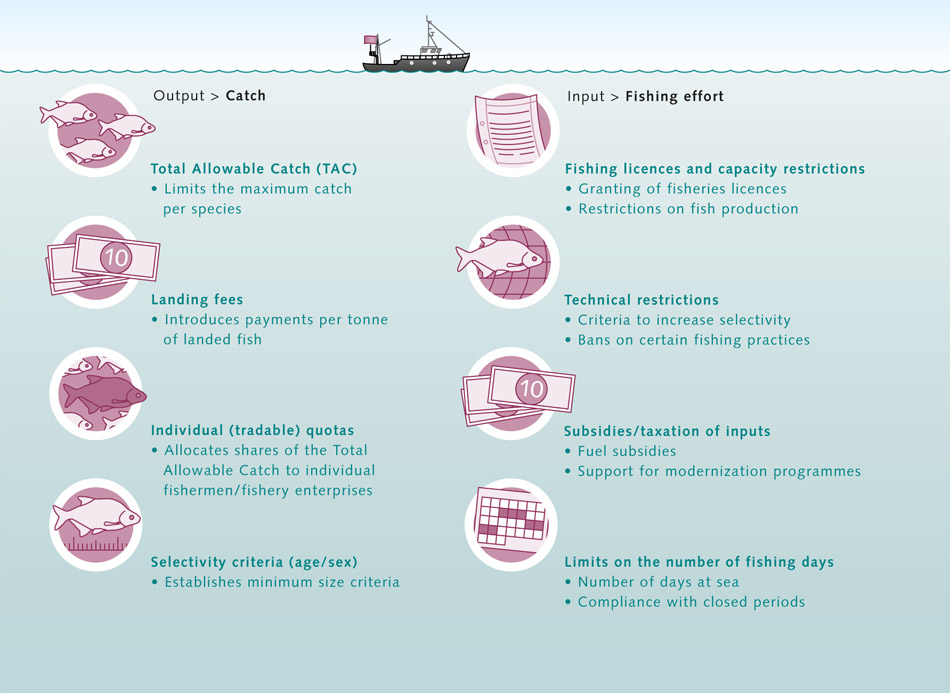 Output > Catch
Total Allowable Catch (TAC)
• Limits the maximum catch
per species
10
Landing fees
• Introduces payments per tonne
of landed fish
Individual (tradable) quotas
• Allocates shares of the Total
Allowable Catch to individual
fishermen/fishery enterprises
Selectivity criteria (age/sex)
• Establishes minimum size criteria
Input > Fishing effort
Fishing licences and capacity restrictions
• Granting of fisheries licences
• Restrictions on fish production
Technical restrictions
• Criteria to increase selectivity
• Bans on certain fishing practices
10
Subsidies/taxation of inputs
• Fuel subsidies
• Support for modernization programmes
Limits on the number of fishing days
• Number of days at sea
• Compliance with closed periods